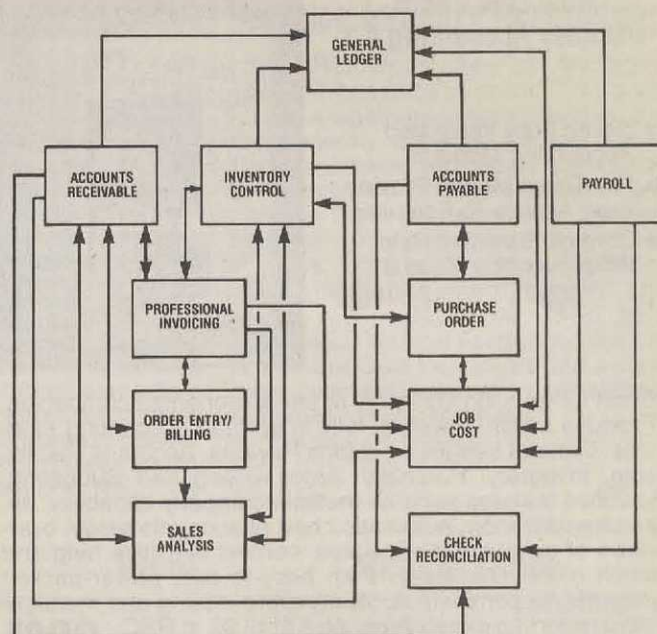 GENERAL
LEDGER
ACCOUNTS
RECEIVABLE
INVENTORY
CONTROL
ACCOUNTS
PAYABLE
PAYROLL
PROFESSIONAL
INVOICING
PURCHASE
ORDER
ORDER ENTRY/
BILLING
JOB
COST
SALES
ANALYSIS
CHECK
RECONCILIATION